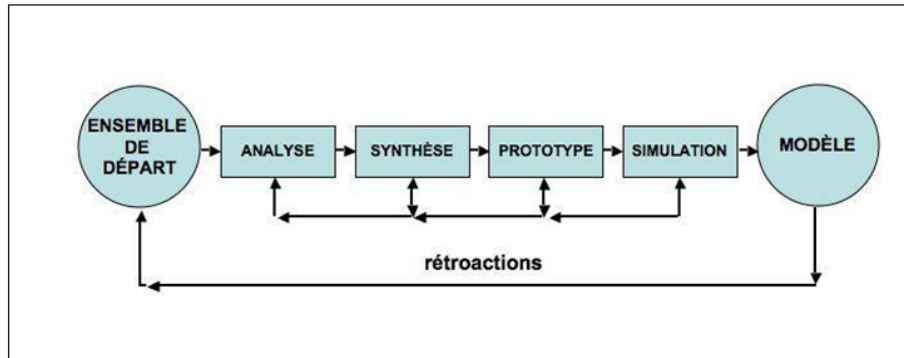 ENSEMBLE
DE
DÉPART
ANALYSE
SYNTHÈSE
PROTOTYPE
SIMULATION
MODÈLE
rétroactions